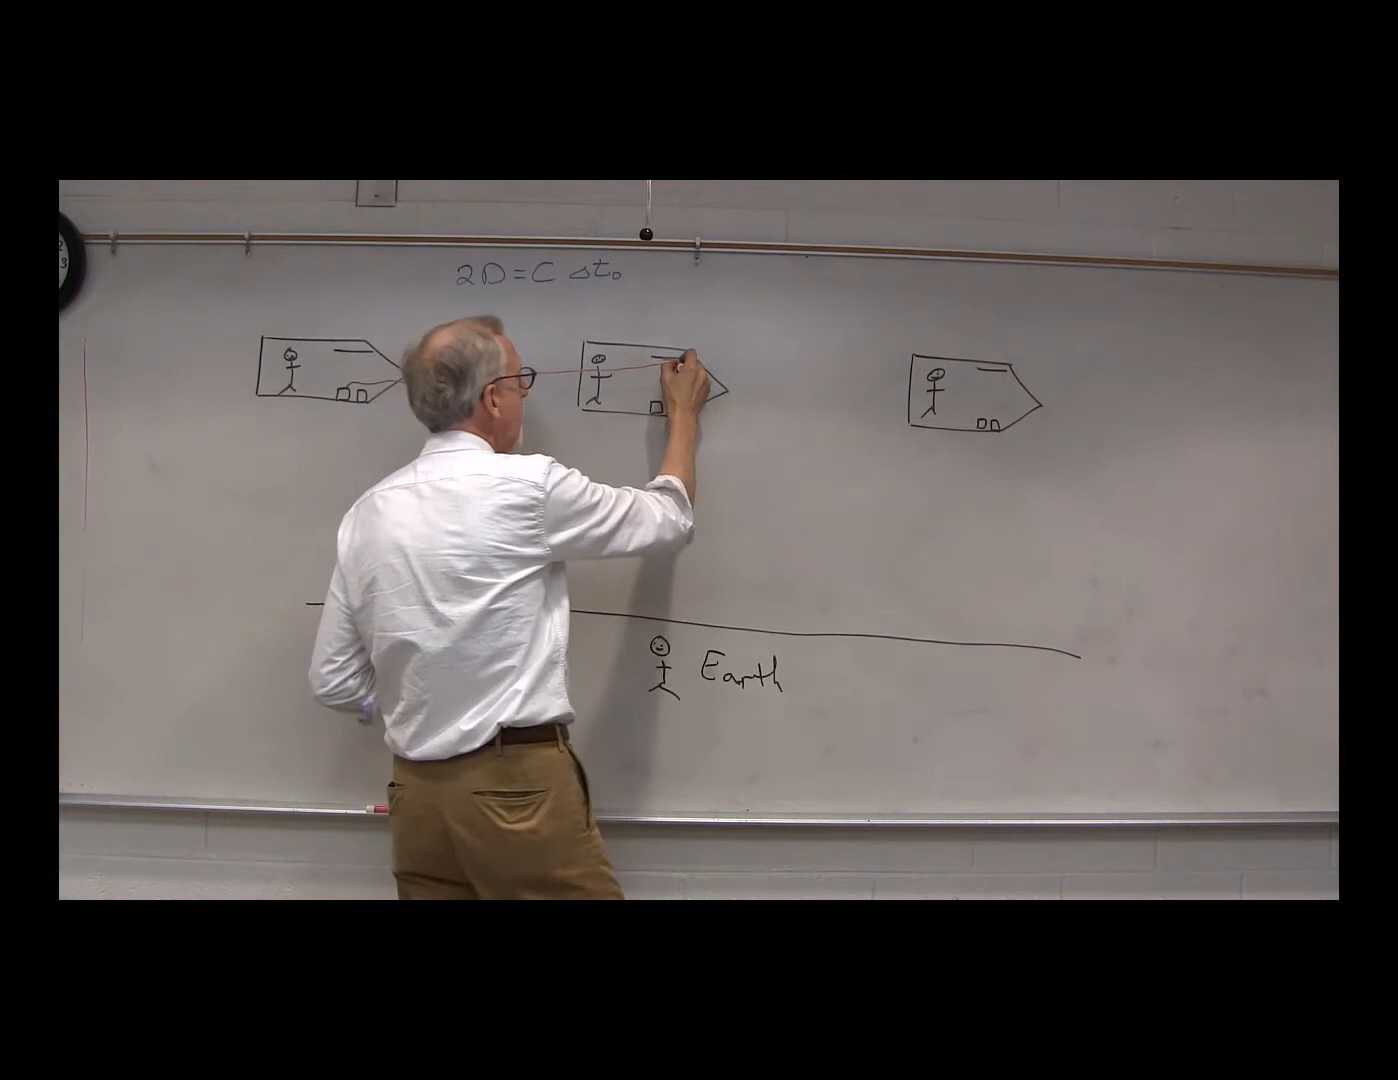 2D = C Δt₀
Earth